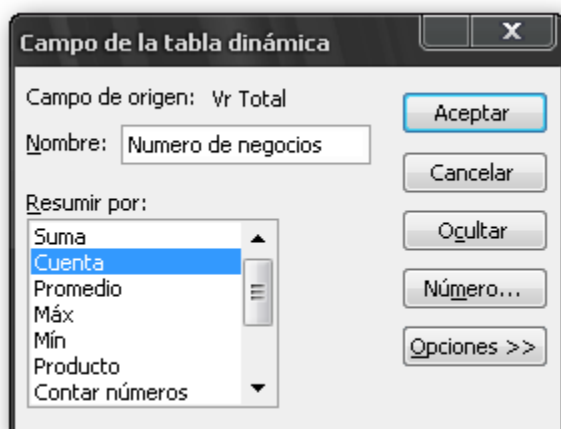 Campo de la tabla dinámica
X
Campo de origen: Vr Total
Nombre: Numero de negocios
Resumir por:
Suma
Cuenta
Promedio
Máx
Mín
Producto
Contar números
Aceptar
Cancelar
Ocultar
Número...
Opciones >>